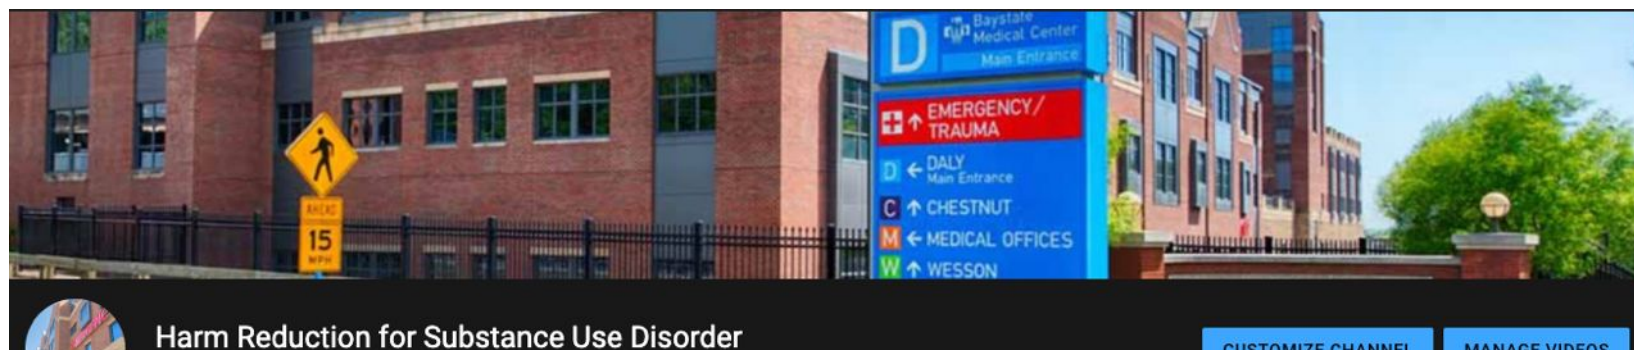 D
Baystate
Medical Center
Main Entrance
EMERGENCY/
TRAUMA
D
DALY
Main Entrance
C
CHESTNUT
M
MEDICAL OFFICES
W
WESSON
AHEAD
15
MPH
Harm Reduction for Substance Use Disorder
CUSTOMIZE CHANNEL
MANAGE VIDEOS